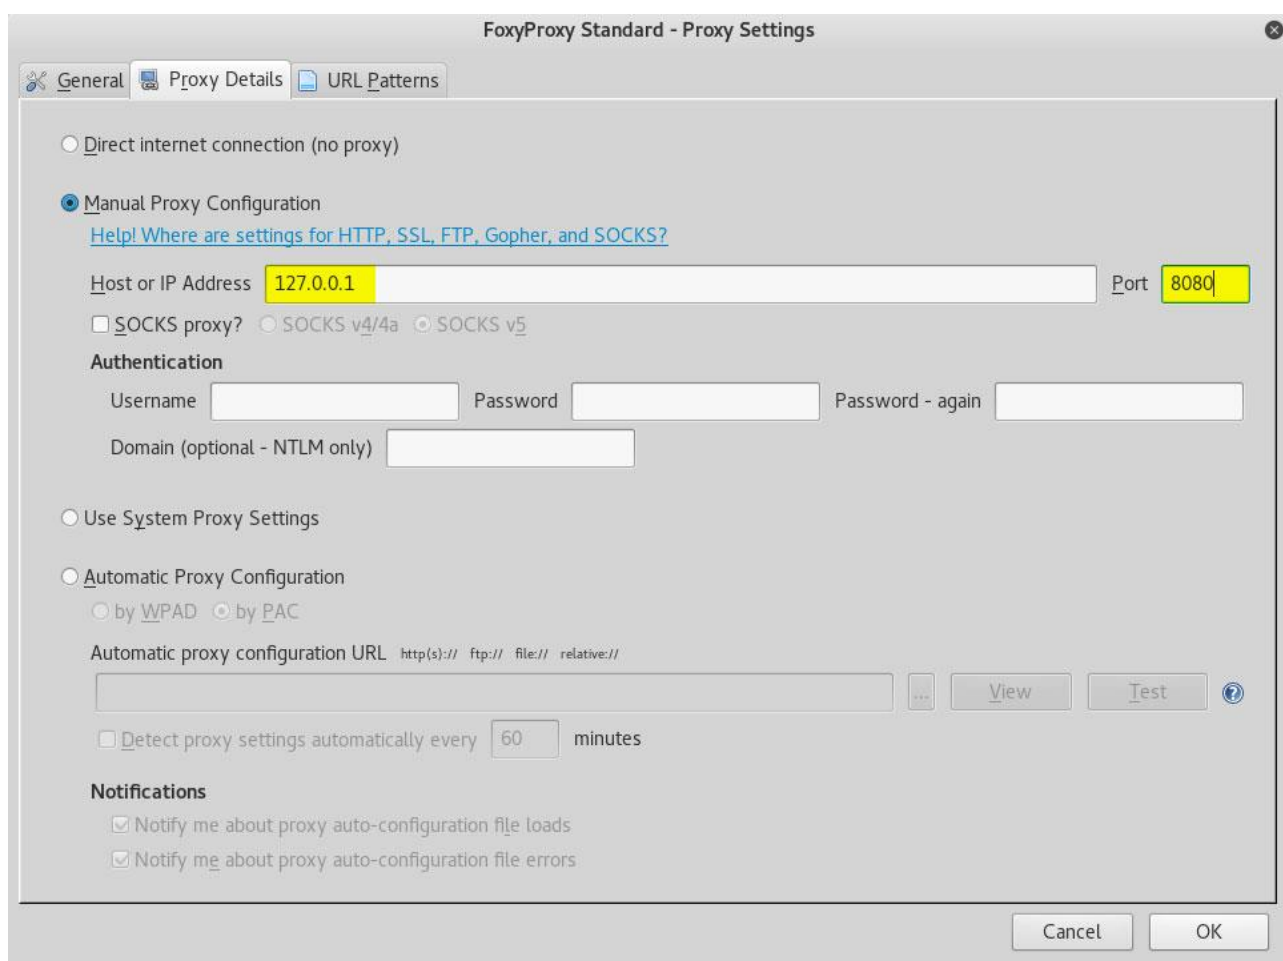 FoxyProxy Standard - Proxy Settings
General Proxy Details URL Patterns
Direct internet connection (no proxy)
Manual Proxy Configuration
Help! Where are settings for HTTP, SSL, FTP, Gopher, and SOCKS?
Host or IP Address 127.0.0.1 Port 8080
SOCKS proxy? SOCKS v4/4a SOCKS v5
Authentication
Username Password Password - again
Domain (optional - NTLM only)
Use System Proxy Settings
Automatic Proxy Configuration
by WPAD by PAC
Automatic proxy configuration URL http(s):// ftp:// file:// relative://
... View Test ?
Detect proxy settings automatically every 60 minutes
Notifications
Notify me about proxy auto-configuration file loads
Notify me about proxy auto-configuration file errors
Cancel OK